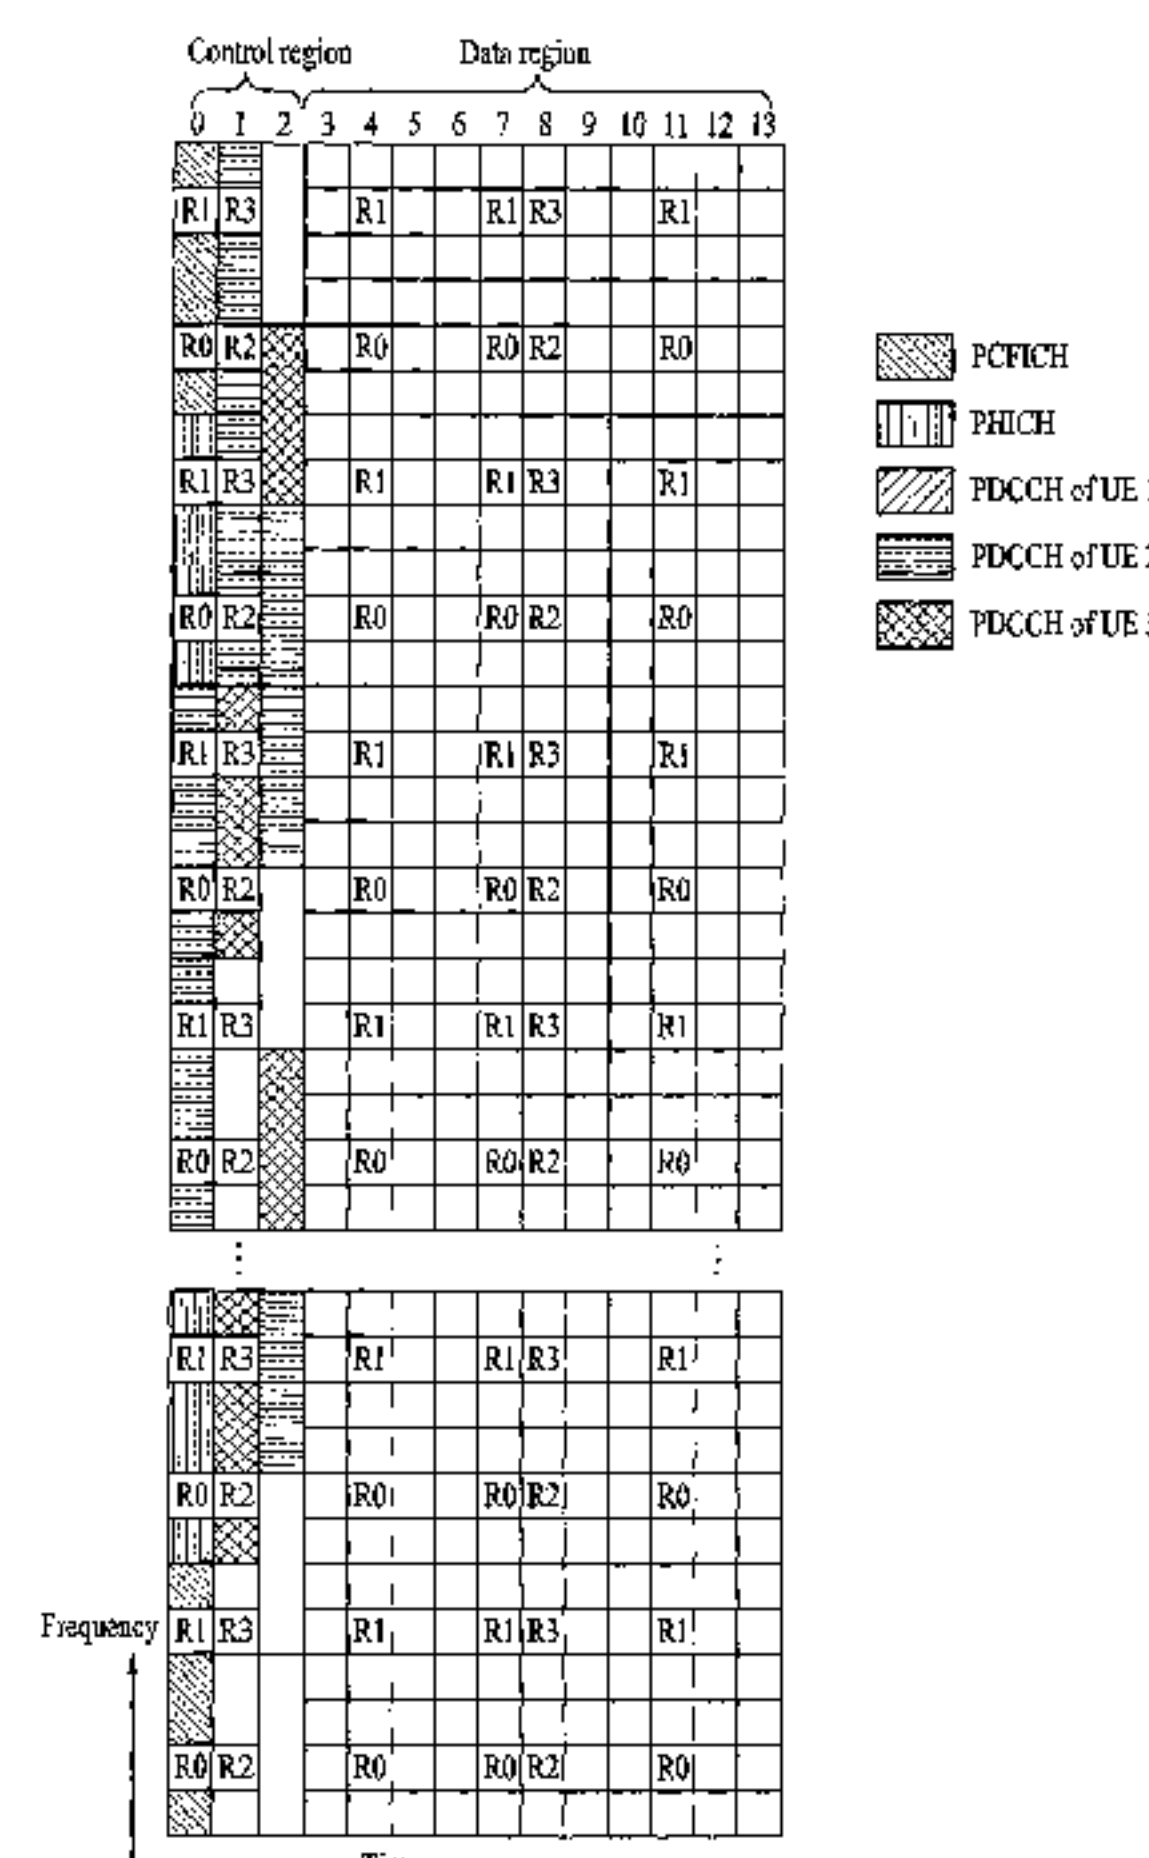 Control region Data region
0 1 2 3 4 5 6 7 8 9 10 11 12 13
R1 R3 R1 R1 R3 R1
R0 R2 R0 R0 R2 R0
PCFICH
PHICH
R1 R3 R1 R1 R3 R1
PDCCH of UE 1
PDCCH of UE 2
R0 R2 R0 R0 R2 R0
PDCCH of UE 3
R1 R3 R1 R1 R3 R1
R0 R2 R0 R0 R2 R0
R1 R3 R1 R1 R3 R1
R0 R2 R0 R0 R2 R0
R1 R3 R1 R1 R3 R1
R0 R2 R0 R0 R2 R0
Frequency R1 R3 R1 R1 R3 R1
R0 R2 R0 R0 R2 R0